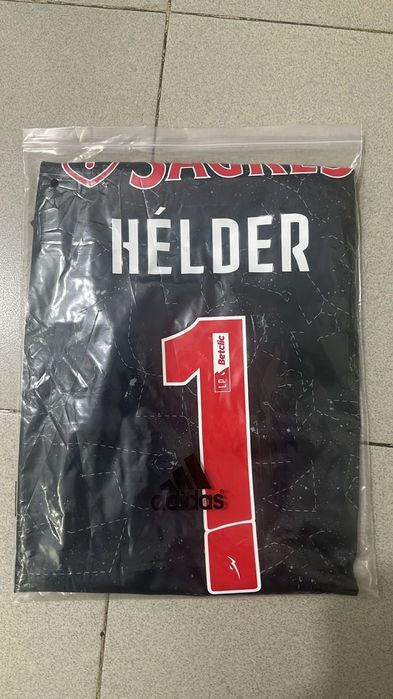 SAGRES
HÉLDER
1
LP Betclic
adidas